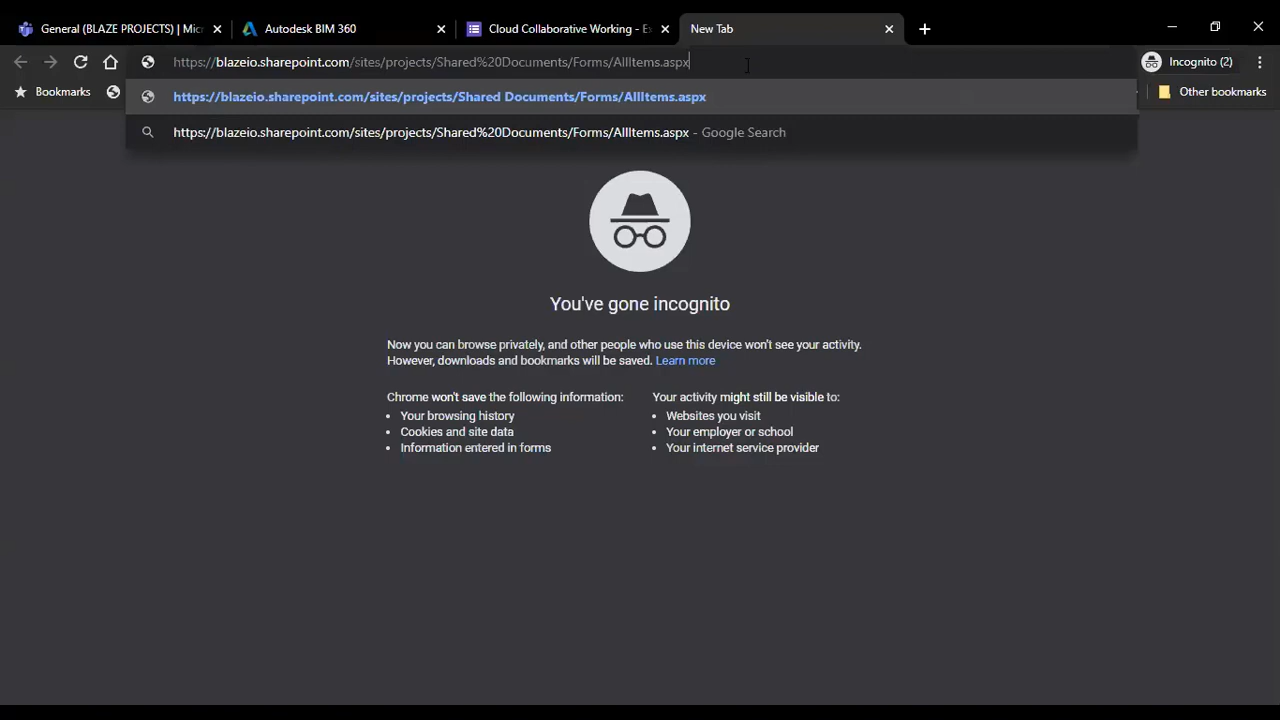 General (BLAZE PROJECTS) | Mic
Autodesk BIM 360
Cloud Collaborative Working - Ex
New Tab
https://blazeio.sharepoint.com/sites/projects/Shared%20Documents/Forms/AllItems.aspx
Incognito (2)
Bookmarks
https://blazeio.sharepoint.com/sites/projects/Shared Documents/Forms/AllItems.aspx
Other bookmarks
https://blazeio.sharepoint.com/sites/projects/Shared%20Documents/Forms/AllItems.aspx - Google Search
You've gone incognito
Now you can browse privately, and other people who use this device won't see your activity.
However, downloads and bookmarks will be saved. Learn more
Chrome won't save the following information:
• Your browsing history
• Cookies and site data
• Information entered in forms
Your activity might still be visible to:
• Websites you visit
• Your employer or school
• Your internet service provider